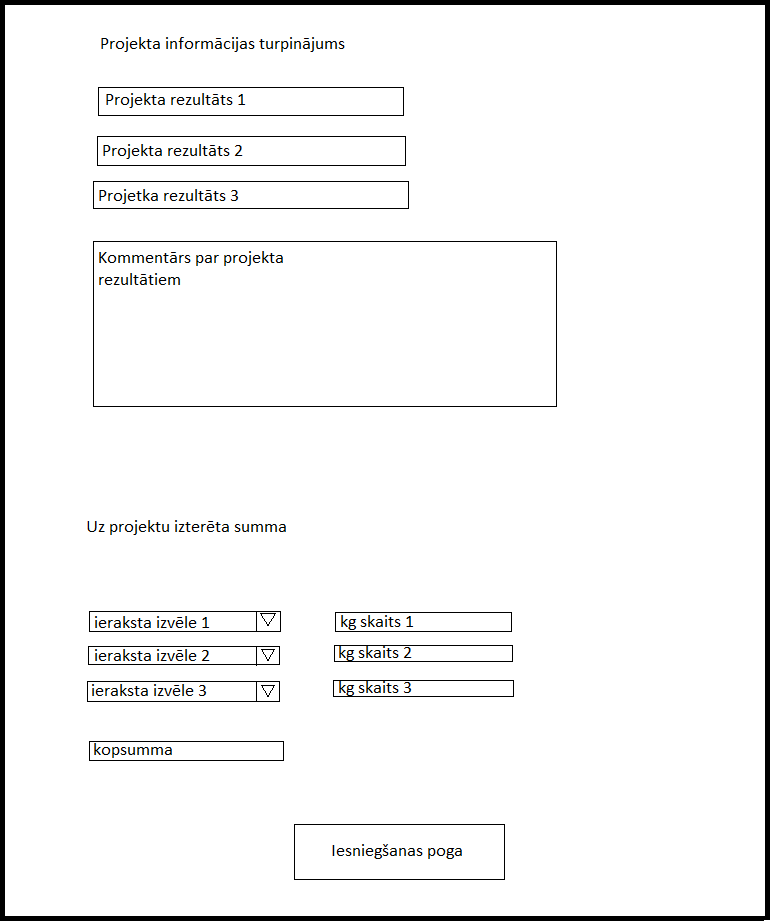 Projekta informācijas turpinājums
Projekta rezultāts 1
Projekta rezultāts 2
Projetka rezultāts 3
Kommentārs par projekta
rezultātiem
Uz projektu izterēta summa
ieraksta izvēle 1
kg skaits 1
ieraksta izvēle 2
kg skaits 2
ieraksta izvēle 3
kg skaits 3
kopsumma
Iesniegšanas poga